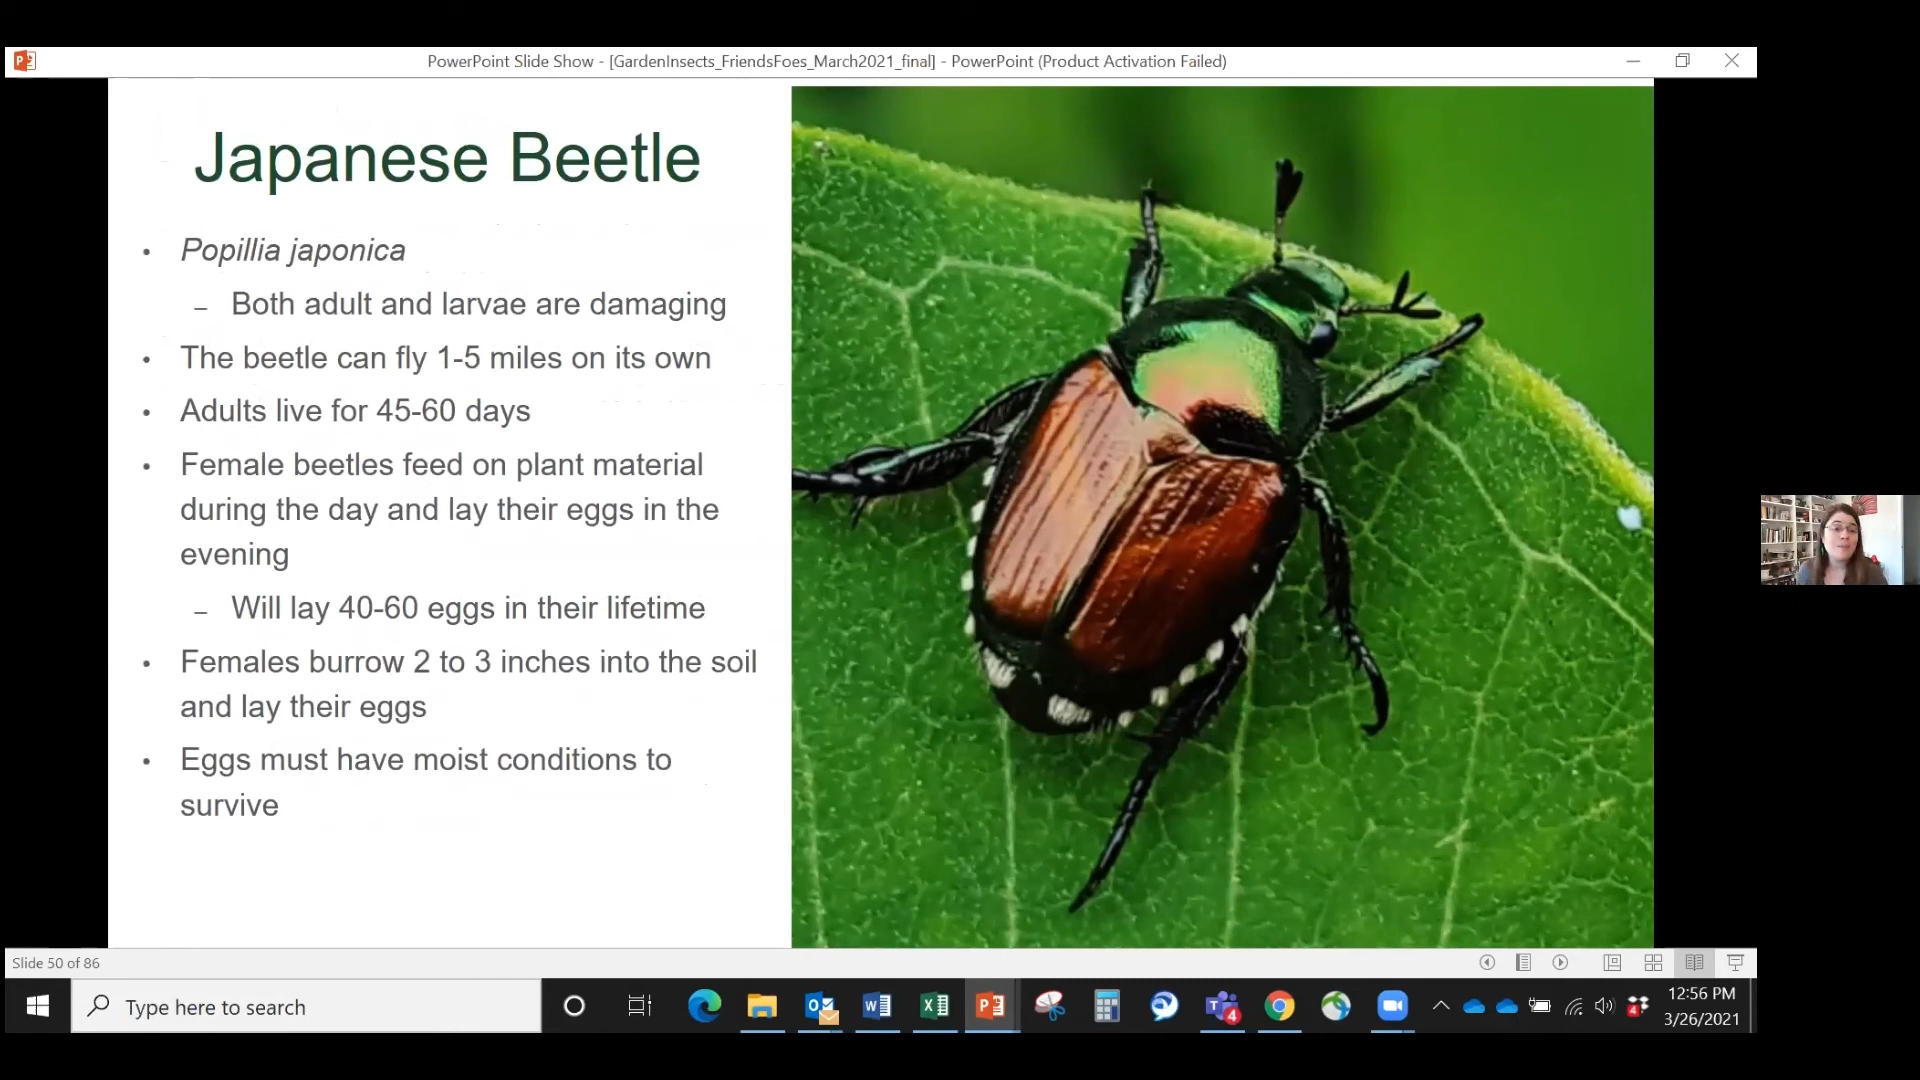 PowerPoint Slide Show - [GardenInsects_FriendsFoes_March2021_final] - PowerPoint (Product Activation Failed)
Japanese Beetle
• Popillia japonica
– Both adult and larvae are damaging
• The beetle can fly 1-5 miles on its own
• Adults live for 45-60 days
• Female beetles feed on plant material
during the day and lay their eggs in the
evening
– Will lay 40-60 eggs in their lifetime
• Females burrow 2 to 3 inches into the soil
and lay their eggs
• Eggs must have moist conditions to
survive
Slide 50 of 86
Type here to search
4
4
12:56 PM
3/26/2021